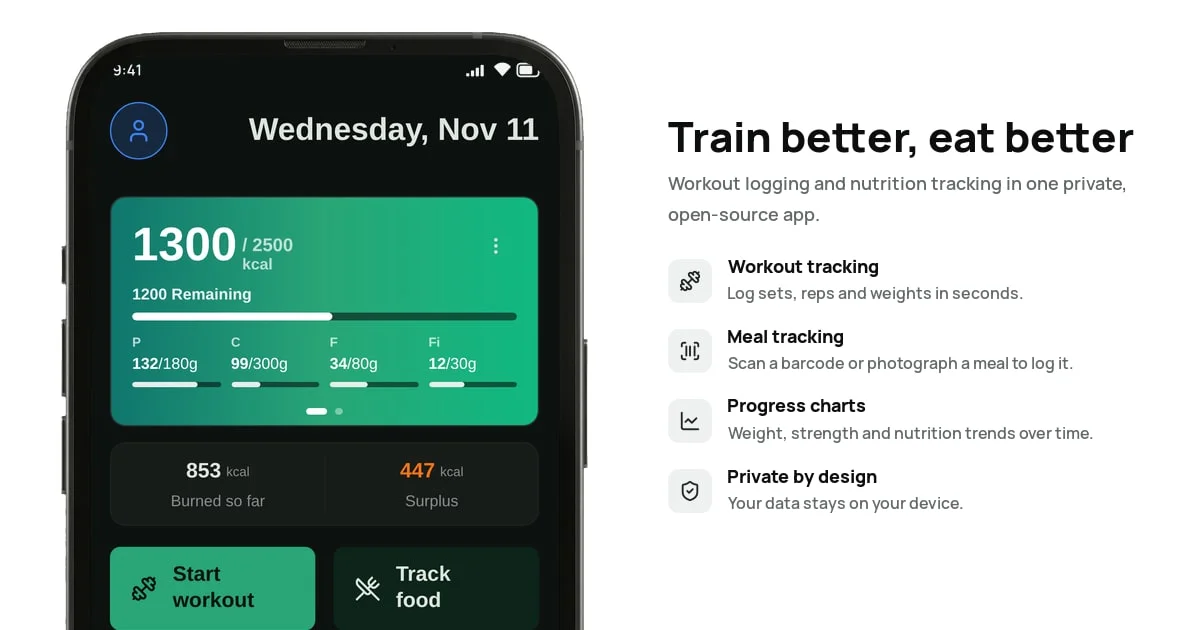 9:41
Wednesday, Nov 11
1300 / 2500
kcal
1200 Remaining
P C F Fi
132/180g 99/300g 34/80g 12/30g
853 kcal 447 kcal
Burned so far Surplus
Start
workout
Track
food
Train better, eat better
Workout logging and nutrition tracking in one private,
open-source app.
Workout tracking
Log sets, reps and weights in seconds.
Meal tracking
Scan a barcode or photograph a meal to log it.
Progress charts
Weight, strength and nutrition trends over time.
Private by design
Your data stays on your device.